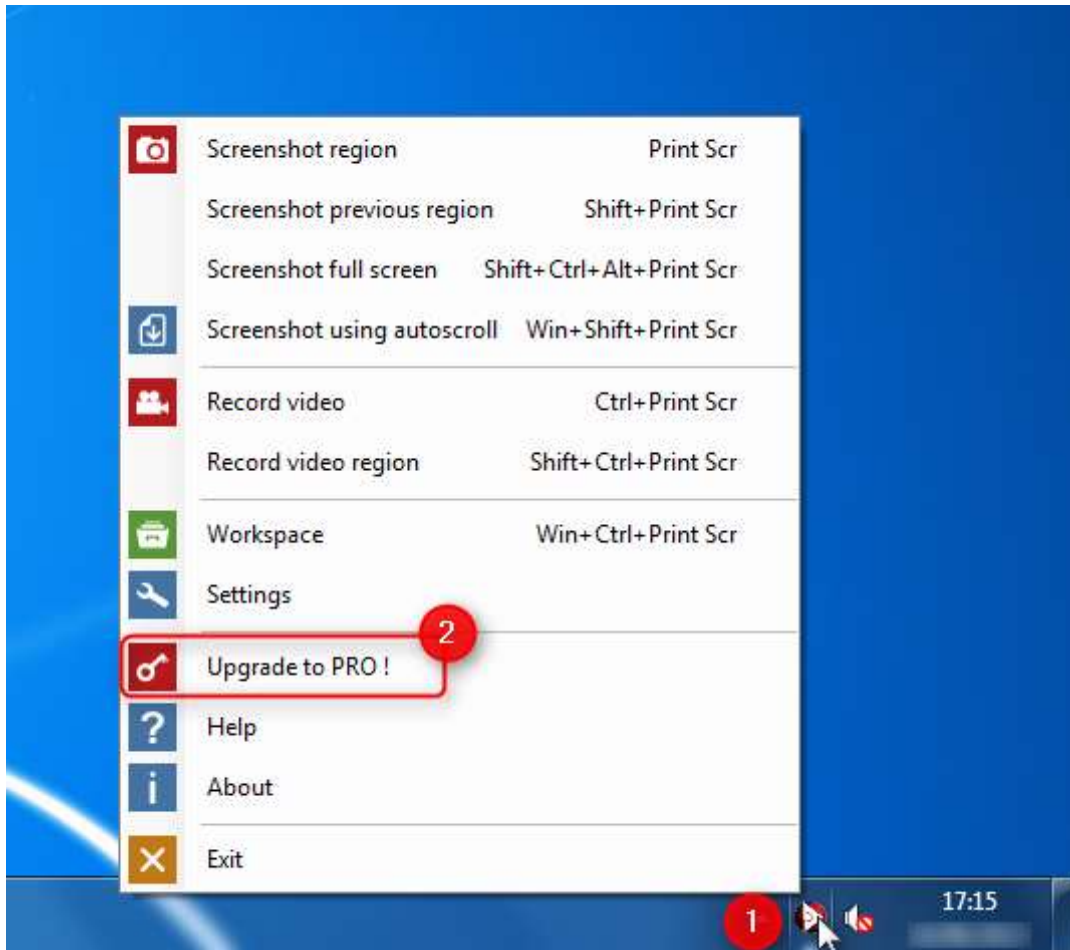 Screenshot region Print Scr
Screenshot previous region Shift+Print Scr
Screenshot full screen Shift+Ctrl+Alt+Print Scr
Screenshot using autoscroll Win+Shift+Print Scr
Record video Ctrl+Print Scr
Record video region Shift+Ctrl+Print Scr
Workspace Win+Ctrl+Print Scr
Settings
2
Upgrade to PRO !
? Help
i About
Exit
1 17:15